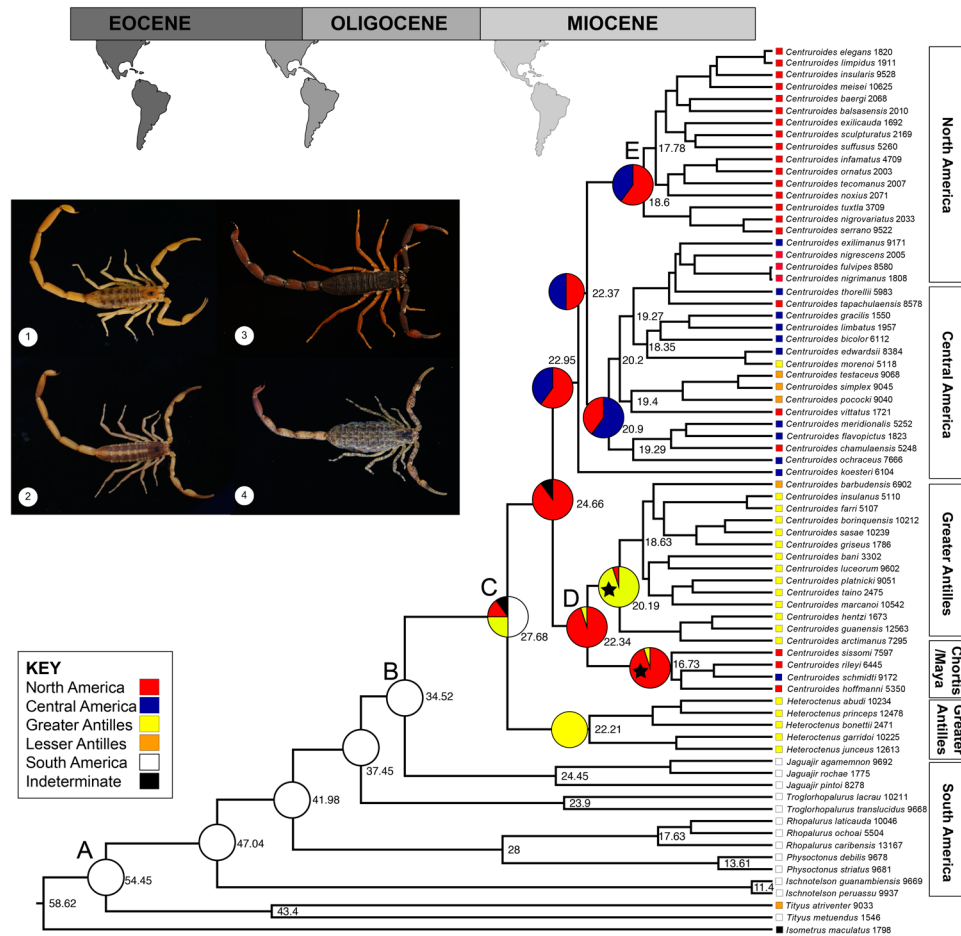 EOCENE OLIGOCENE MIOCENE
Centruroides elegans 1820
Centruroides limpidus 1911
Centruroides insularis 9528
Centruroides meisei 10625
Centruroides baergi 2068
Centruroides balsasensis 2010
Centruroides exilicauda 1692
Centruroides sculpturatus 2169
Centruroides suffusus 5260
Centruroides infamatus 4709
Centruroides ornatus 2003
Centruroides tecomanus 2007
Centruroides noxius 2071
Centruroides tuxtla 3709
Centruroides nigrovariatus 2033
Centruroides serrano 9522
Centruroides exilimanus 9171
Centruroides nigrescens 2005
Centruroides fulvipes 8580
Centruroides nigrimanus 1808
Centruroides thorellii 5983
Centruroides tapachulaensis 8578
Centruroides gracilis 1550
Centruroides limbatus 1957
Centruroides bicolor 6112
Centruroides edwardsii 8384
Centruroides morenoi 5118
Centruroides testaceus 9068
Centruroides simplex 9045
Centruroides pococki 9040
Centruroides vittatus 1721
Centruroides meridionalis 5252
Centruroides flavopictus 1823
Centruroides chamulaensis 5248
Centruroides ochraceus 7666
Centruroides koesteri 6104
Centruroides barbudensis 6902
Centruroides insulanus 5110
Centruroides farri 5107
Centruroides borinquensis 10212
Centruroides sasae 10239
Centruroides griseus 1786
Centruroides bani 3302
Centruroides luceorum 9602
Centruroides platnicki 9051
Centruroides taino 2475
Centruroides marcanoi 10542
Centruroides hentzi 1673
Centruroides guanensis 12563
Centruroides arctimanus 7295
Centruroides sissomi 7597
Centruroides rileyi 6445
Centruroides schmidti 9172
Centruroides hoffmanni 5350
Heteroctenus abudi 10234
Heteroctenus princeps 12478
Heteroctenus bonettii 2471
Heteroctenus garridoi 10225
Heteroctenus junceus 12613
Jaguajir agamemnon 9692
Jaguajir rochae 1775
Jaguajir pintoi 8278
Troglorhopalurus lacrau 10211
Troglorhopalurus translucidus 9668
Rhopalurus laticauda 10046
Rhopalurus ochoai 5504
Rhopalurus caribensis 13167
Physoctonus debilis 9678
Physoctonus striatus 9681
Ischnotelson guanambiensis 9669
Ischnotelson peruassu 9937
Tityus atriventer 9033
Tityus metuendus 1546
Isometrus maculatus 1798
North America
Central America
Greater Antilles
Chortis
/Maya
Greater
Antilles
South America
E
17.78
18.6
22.37
19.27
18.35
22.95
20.2
19.4
20.9
19.29
24.66
18.63
C
D
20.19
27.68
22.34
16.73
B
34.52
22.21
37.45
24.45
41.98
23.9
47.04
17.63
28
A
13.61
54.45
11.4
58.62
43.4
1
3
2
4
KEY
North America
Central America
Greater Antilles
Lesser Antilles
South America
Indeterminate